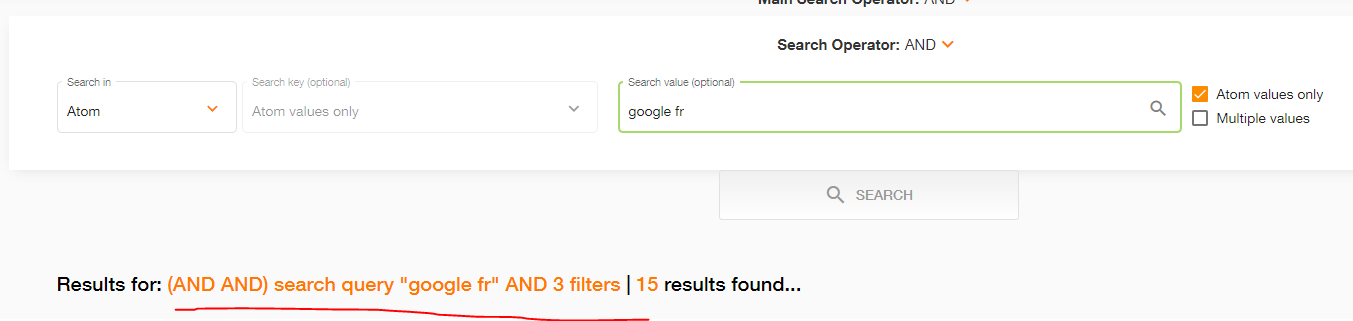 Main Search Operator: AND
Search Operator: AND
Search in
Search key (optional)
Search value (optional)
Atom
Atom values only
google fr
Atom values only
Multiple values
SEARCH
Results for: (AND AND) search query "google fr" AND 3 filters | 15 results found...